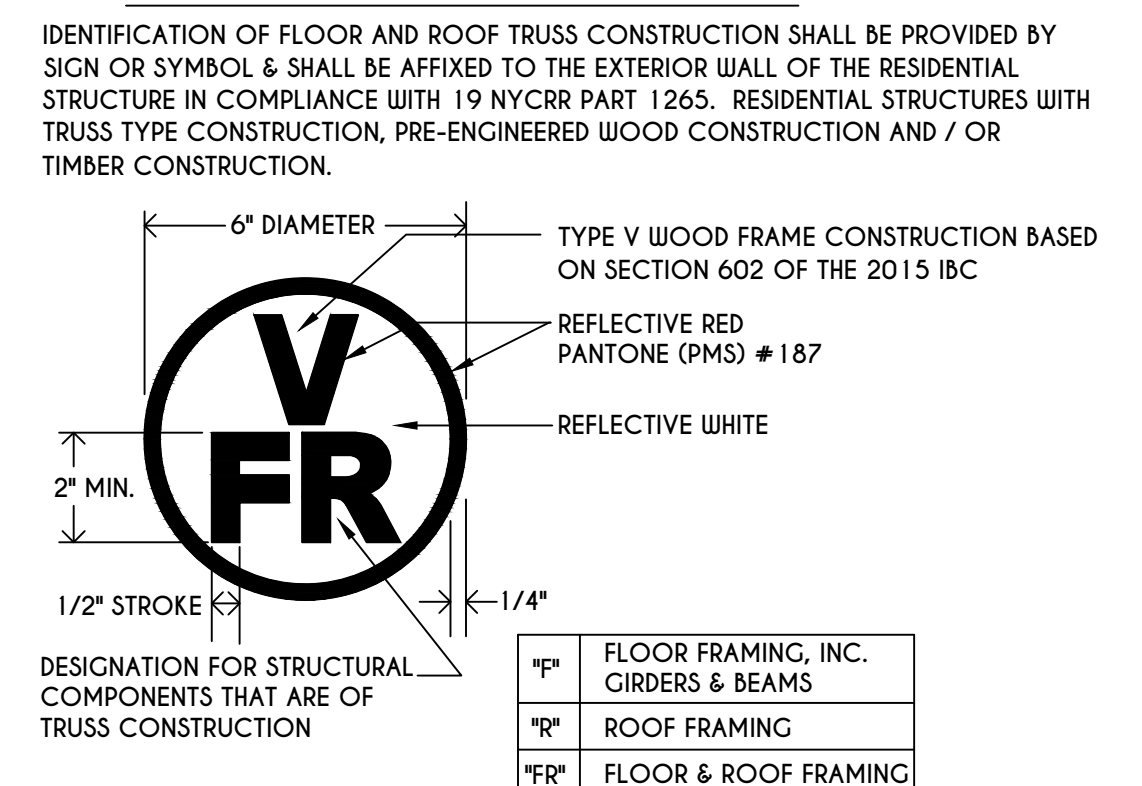 IDENTIFICATION OF FLOOR AND ROOF TRUSS CONSTRUCTION SHALL BE PROVIDED BY
SIGN OR SYMBOL & SHALL BE AFFIXED TO THE EXTERIOR WALL OF THE RESIDENTIAL
STRUCTURE IN COMPLIANCE WITH 19 NYCRR PART 1265. RESIDENTIAL STRUCTURES WITH
TRUSS TYPE CONSTRUCTION, PRE-ENGINEERED WOOD CONSTRUCTION AND / OR
TIMBER CONSTRUCTION.
6" DIAMETER
TYPE V WOOD FRAME CONSTRUCTION BASED
ON SECTION 602 OF THE 2015 IBC
REFLECTIVE RED
PANTONE (PMS) #187
REFLECTIVE WHITE
V
FR
2" MIN.
1/2" STROKE
1/4"
DESIGNATION FOR STRUCTURAL
COMPONENTS THAT ARE OF
TRUSS CONSTRUCTION
"F"
FLOOR FRAMING, INC.
GIRDERS & BEAMS
"R"
ROOF FRAMING
"FR"
FLOOR & ROOF FRAMING